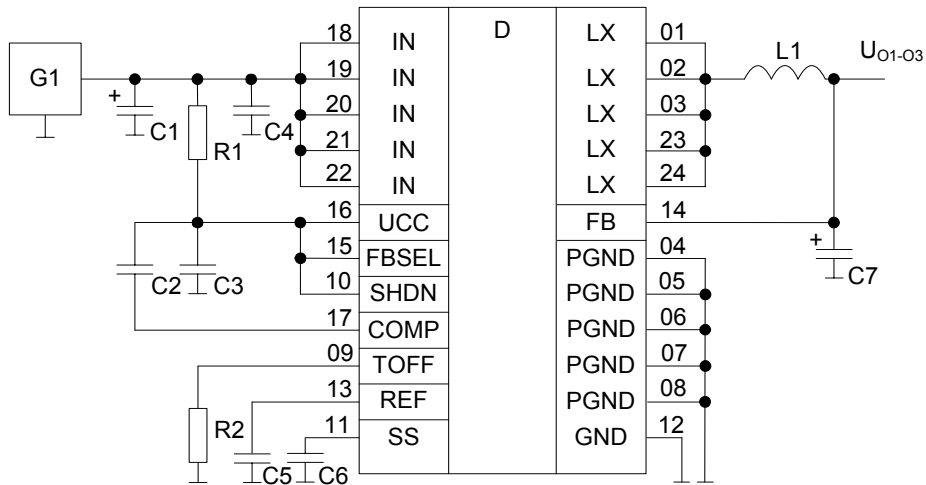 18 IN D LX 01
G1 19 IN LX 02 L1 U_O1-O3
+ C1 R1 C4 20 IN LX 03
21 IN LX 23
22 IN LX 24
16 UCC FB 14
C2 C3 15 FBSEL PGND 04 + C7
10 SHDN PGND 05
17 COMP PGND 06
09 TOFF PGND 07
13 REF PGND 08
R2 C5 C6 11 SS GND 12